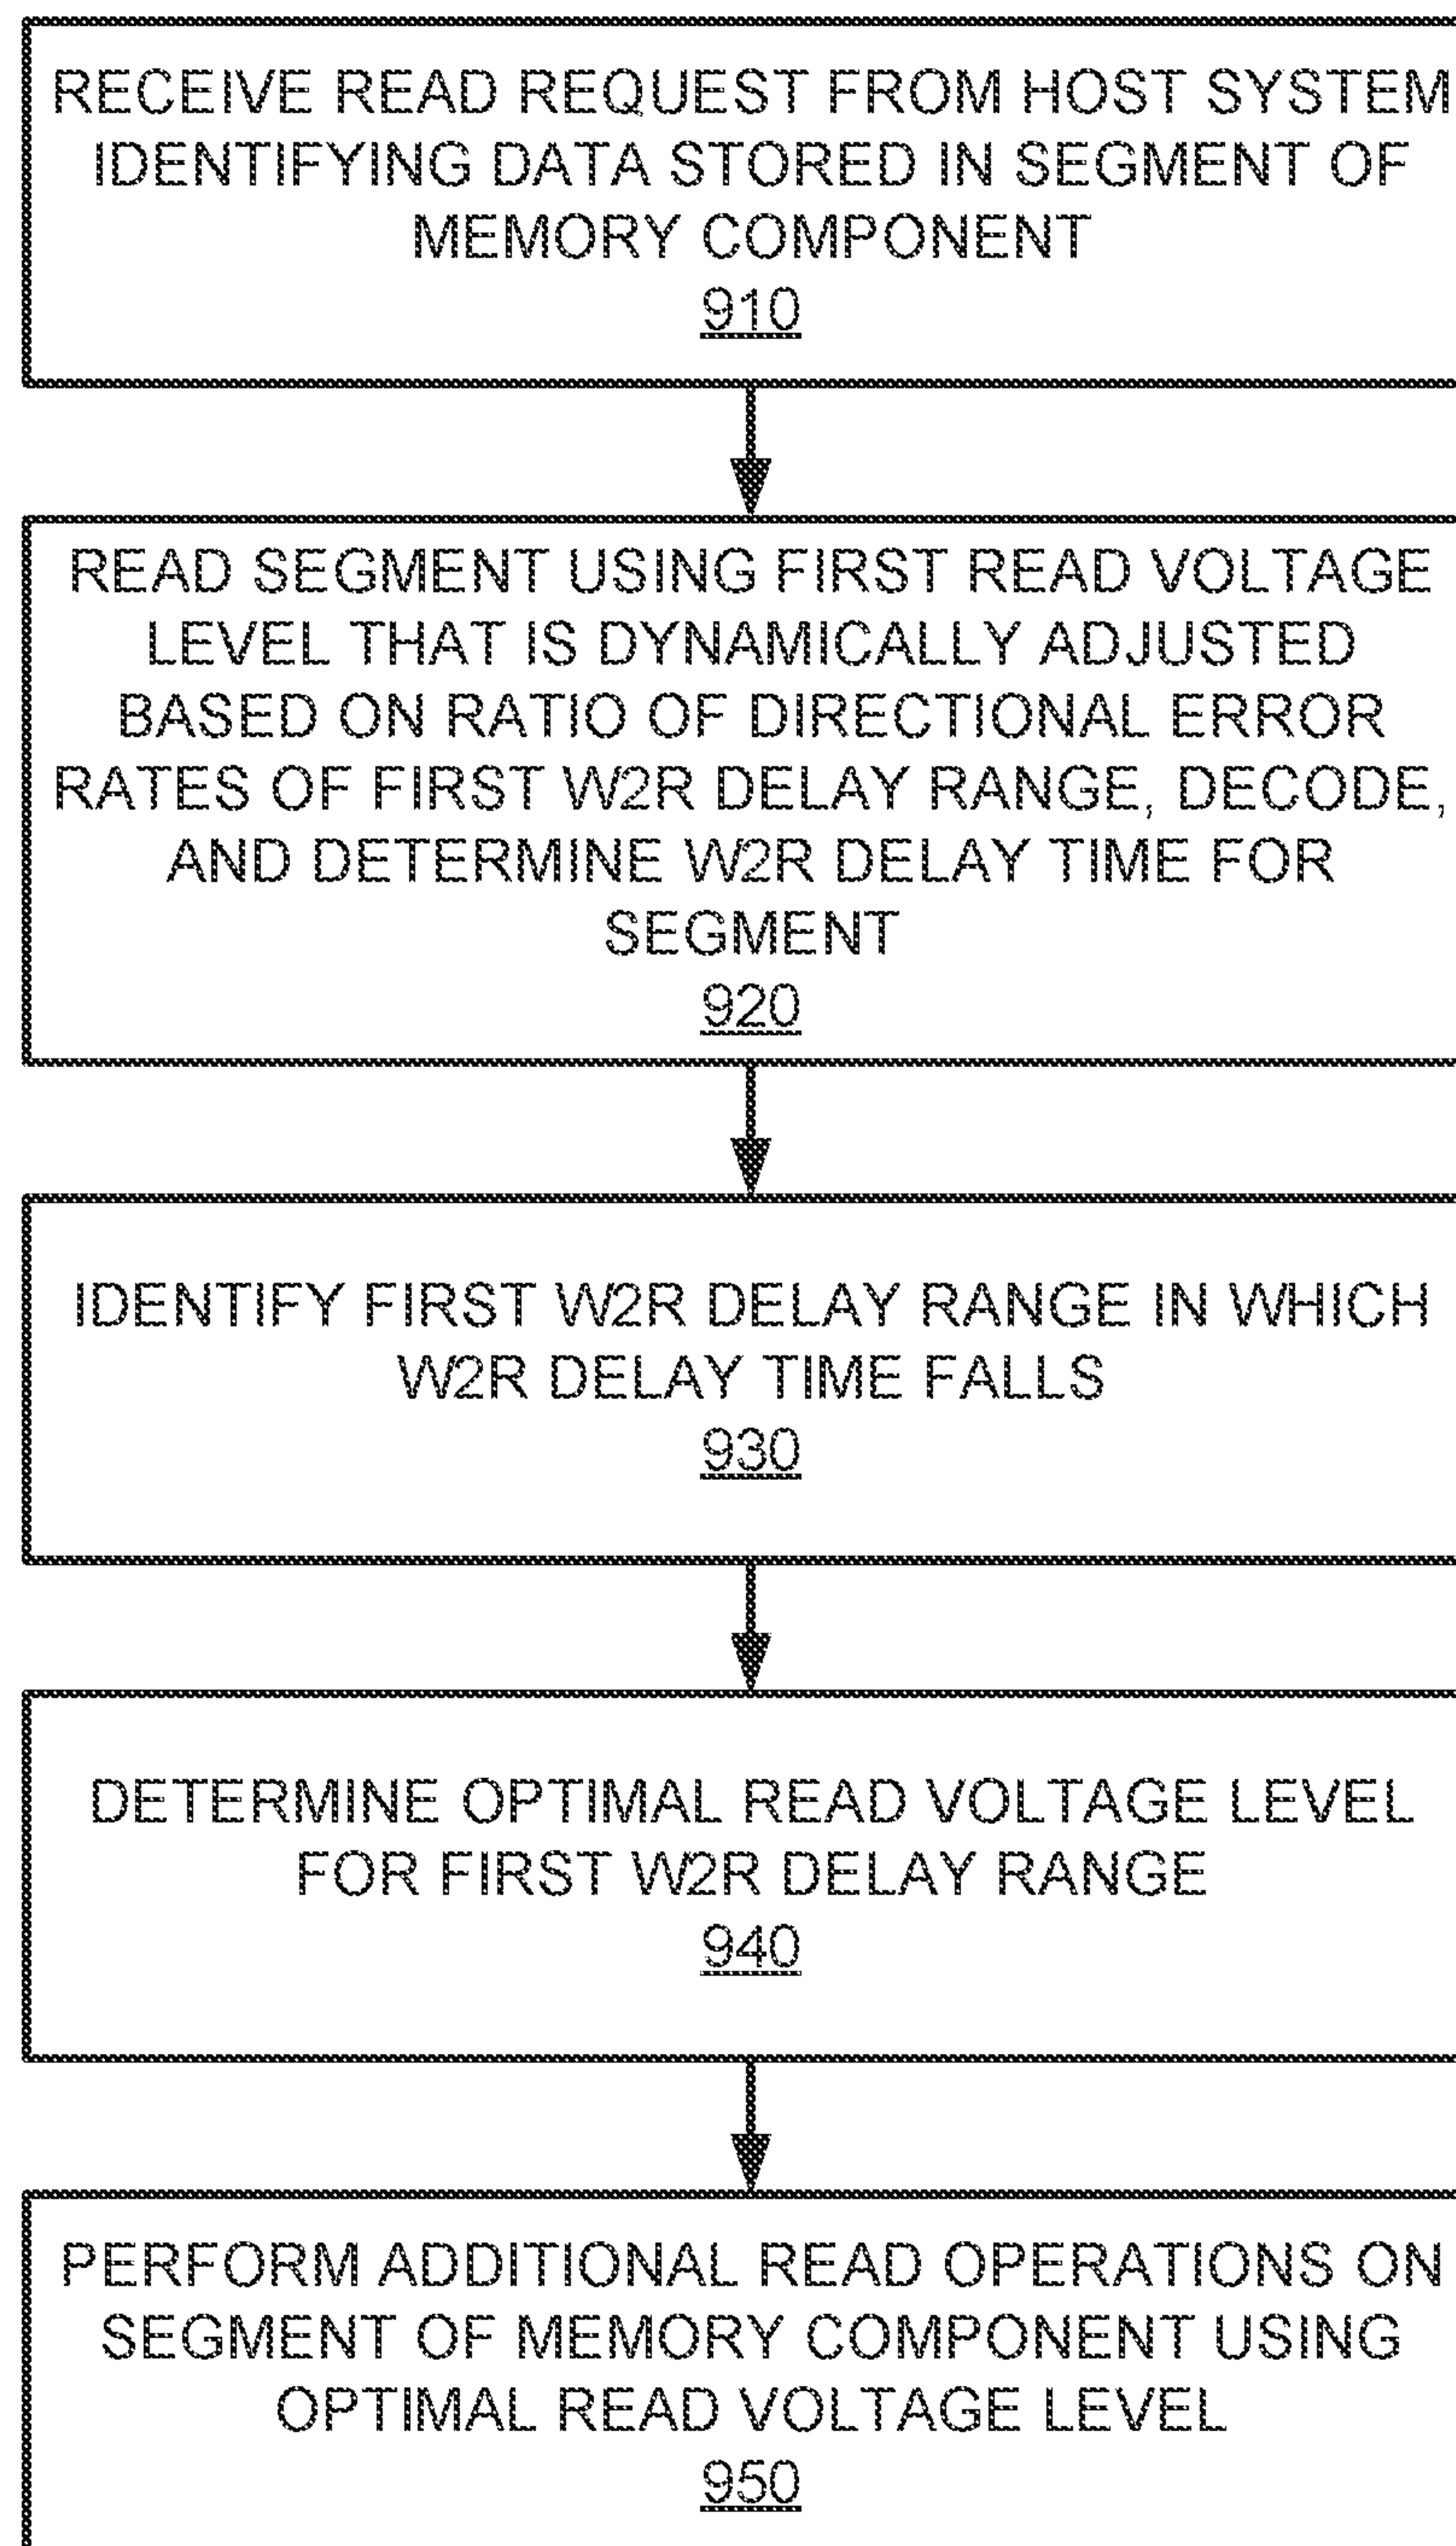 RECEIVE READ REQUEST FROM HOST SYSTEM
IDENTIFYING DATA STORED IN SEGMENT OF
MEMORY COMPONENT
910
READ SEGMENT USING FIRST READ VOLTAGE
LEVEL THAT IS DYNAMICALLY ADJUSTED
BASED ON RATIO OF DIRECTIONAL ERROR
RATES OF FIRST W2R DELAY RANGE, DECODE,
AND DETERMINE W2R DELAY TIME FOR
SEGMENT
920
IDENTIFY FIRST W2R DELAY RANGE IN WHICH
W2R DELAY TIME FALLS
930
DETERMINE OPTIMAL READ VOLTAGE LEVEL
FOR FIRST W2R DELAY RANGE
940
PERFORM ADDITIONAL READ OPERATIONS ON
SEGMENT OF MEMORY COMPONENT USING
OPTIMAL READ VOLTAGE LEVEL
950